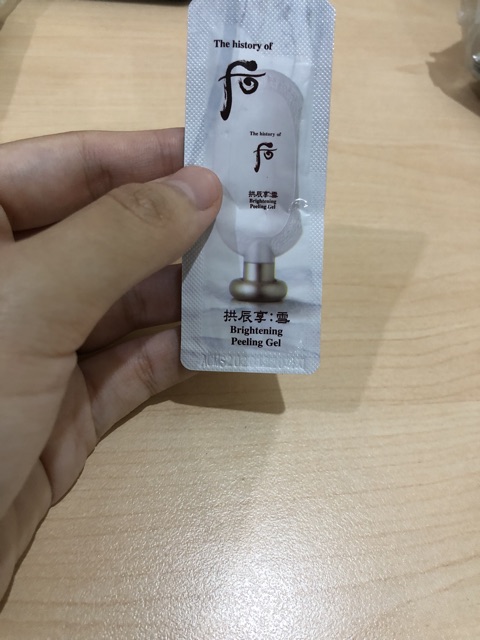 The history of
后
The history of
后
拱辰享:雪
Brightening
Peeling Gel
拱辰享:雪
Brightening
Peeling Gel